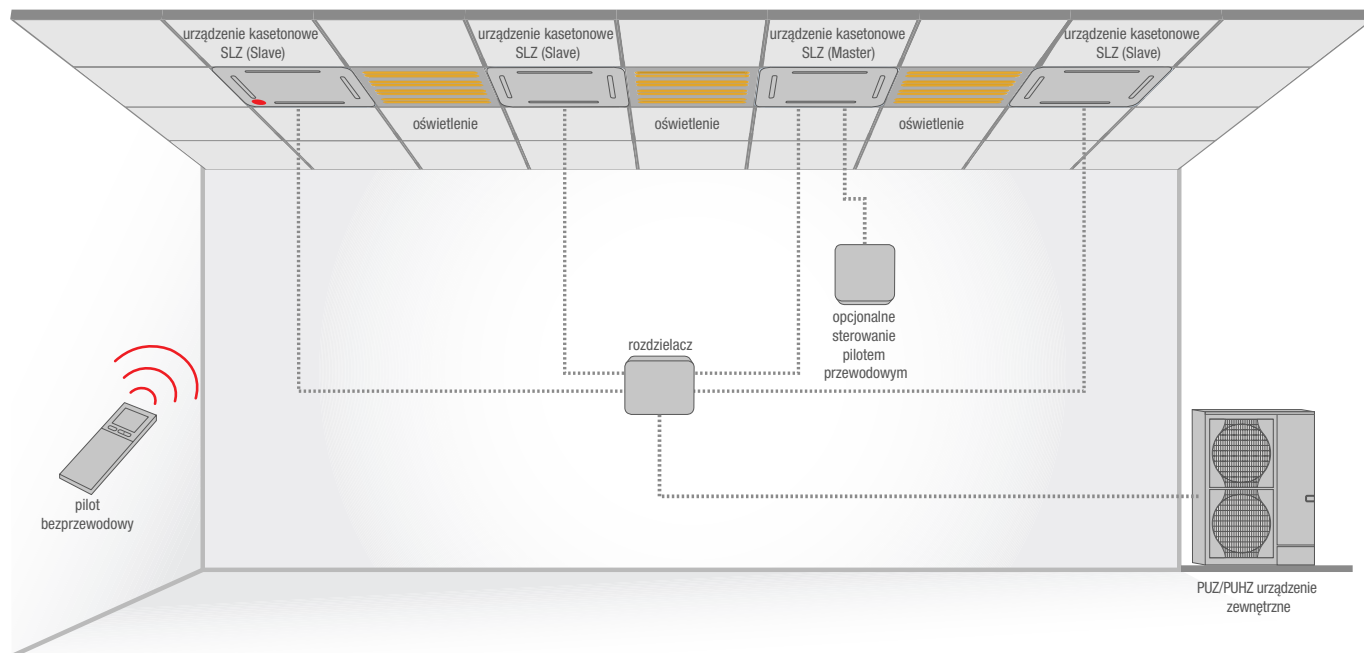 urządzenie kasetonowe
SLZ (Slave)
urządzenie kasetonowe
SLZ (Slave)
urządzenie kasetonowe
SLZ (Master)
urządzenie kasetonowe
SLZ (Slave)
oświetlenie
oświetlenie
oświetlenie
opcjonalne
sterowanie
pilotem
przewodowym
rozdzielacz
pilot
bezprzewodowy
PUZ/PUHZ urządzenie
zewnętrzne